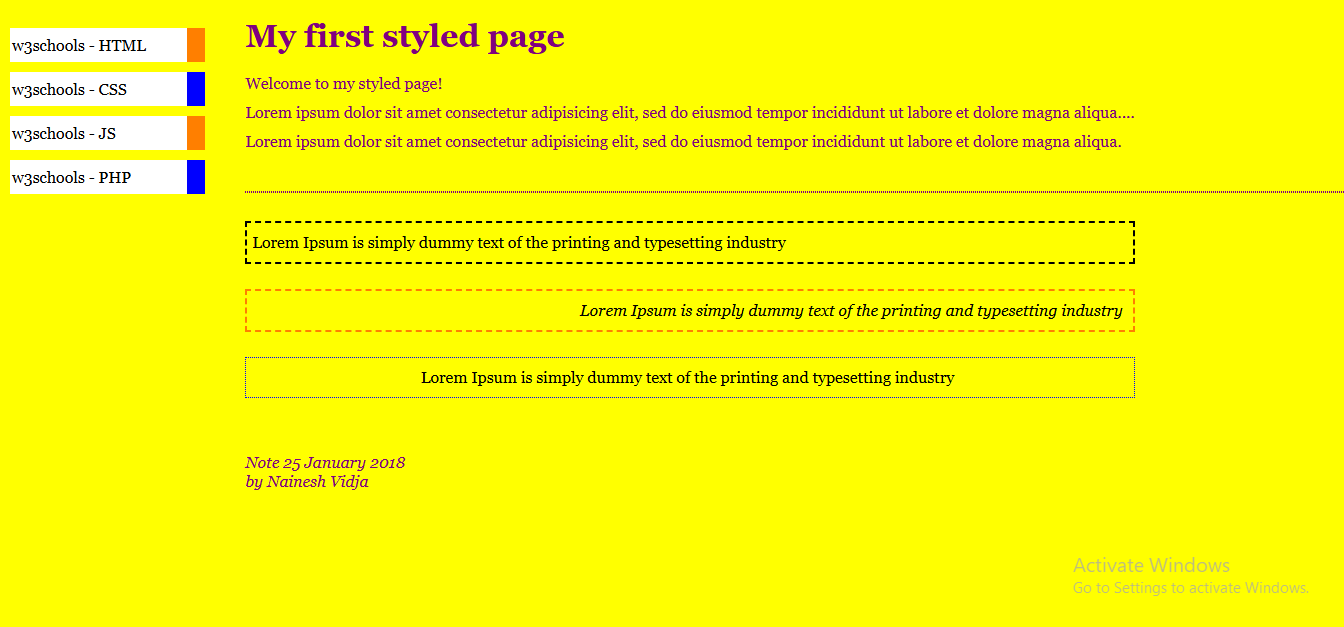 w3schools - HTML
w3schools - CSS
w3schools - JS
w3schools - PHP
My first styled page
Welcome to my styled page!
Lorem ipsum dolor sit amet consectetur adipisicing elit, sed do eiusmod tempor incididunt ut labore et dolore magna aliqua....
Lorem ipsum dolor sit amet consectetur adipisicing elit, sed do eiusmod tempor incididunt ut labore et dolore magna aliqua.
Lorem Ipsum is simply dummy text of the printing and typesetting industry
Lorem Ipsum is simply dummy text of the printing and typesetting industry
Lorem Ipsum is simply dummy text of the printing and typesetting industry
Note 25 January 2018
by Nainesh Vidja
Activate Windows
Go to Settings to activate Windows.